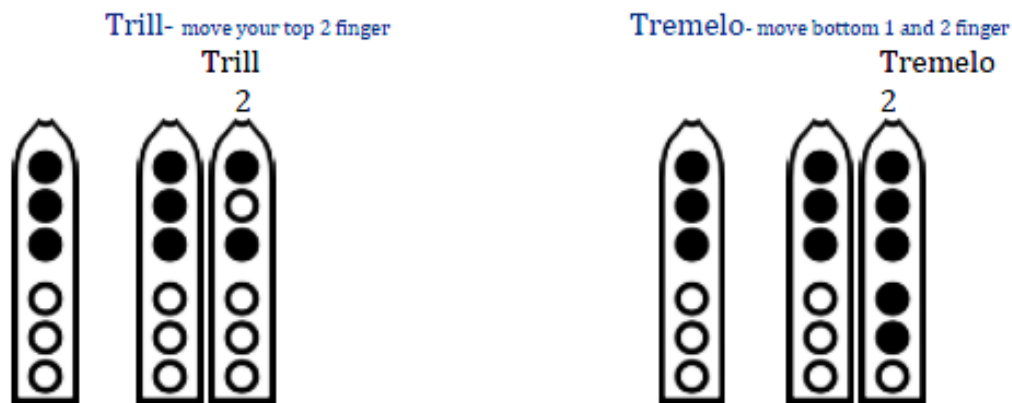 Trill- move your top 2 finger
Trill
2
Tremelo- move bottom 1 and 2 finger
Tremelo
2